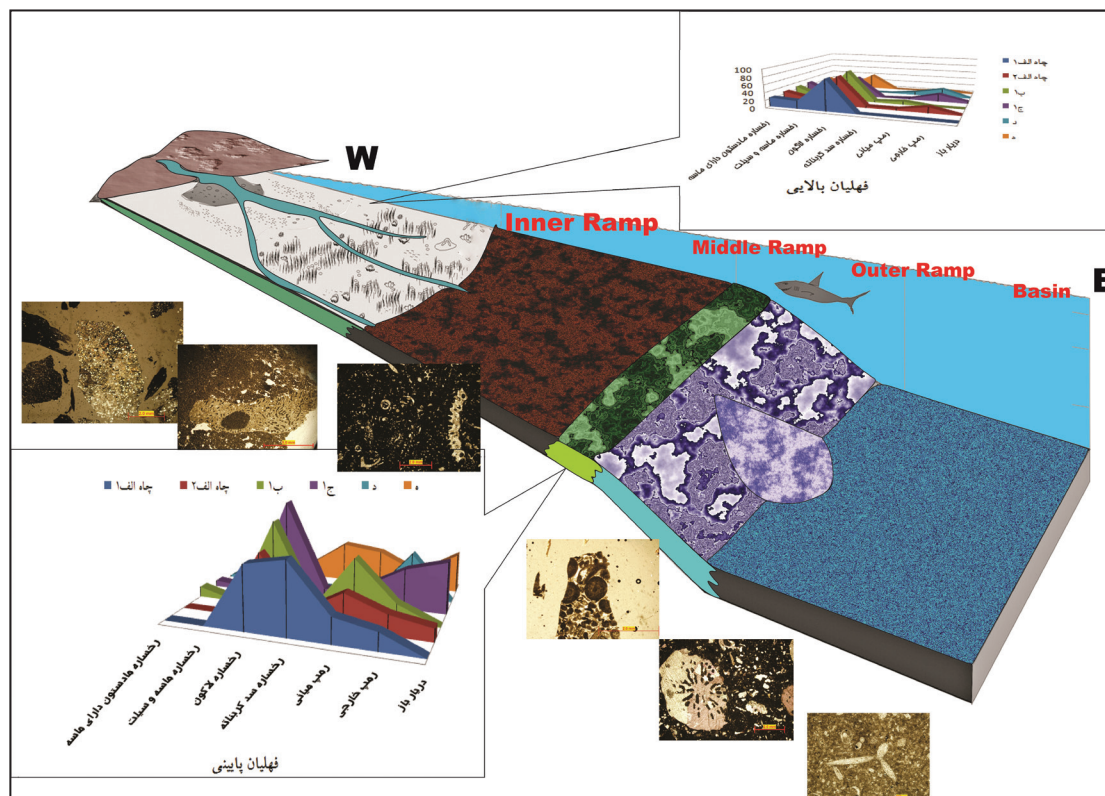 100
80
60
40
20
0
چاه الف۱
چاه الف۲
ب۱
ج۱
د
ه
رخساره مادستون دارای ماسه
رخساره ماسه و سیلت
رخساره لاگون
رخساره سد کربناته
رمپ میانی
رمپ خارجی
دریار باز
فهلیان بالایی
W
Inner Ramp
Middle Ramp
Outer Ramp
Basin
E
چاه الف۱
چاه الف۲
ب۱
ج۱
د
ه
رخساره مادستون دارای ماسه
رخساره ماسه و سیلت
رخساره لاگون
رخساره سد کربناته
رمپ میانی
رمپ خارجی
دریار باز
فهلیان پایینی